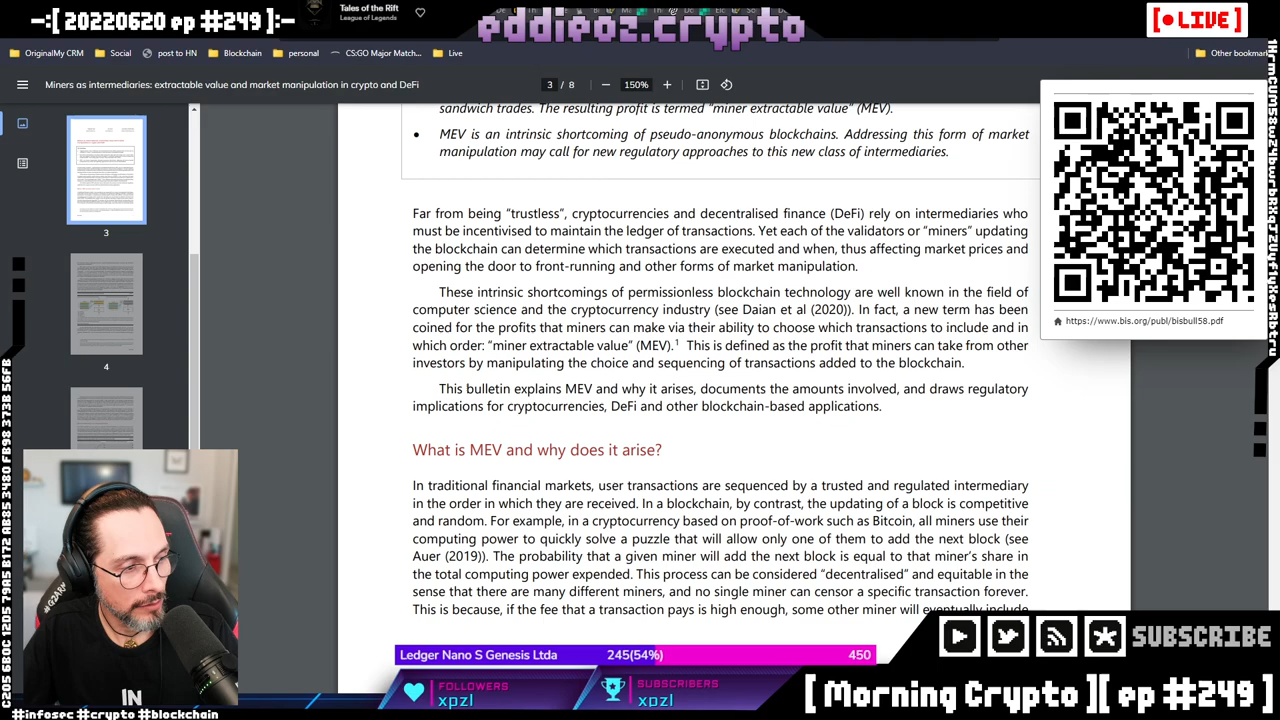 -:[ 20220620 ep #249 ]:-
Tales of the Rift
League of Legends
eddieoz.crypto
[ ● LIVE ]
OriginalMy CRM
Social
post to HN
Blockchain
personal
CS:GO Major Match...
Live
Other bookmar
Miners as intermediaries: extractable value and market manipulation in crypto and DeFi
3 / 8
150%
3
4
sandwich trades. The resulting profit is termed “miner extractable value” (MEV).
• MEV is an intrinsic shortcoming of pseudo-anonymous blockchains. Addressing this form of market
manipulation may call for new regulatory approaches to this new class of intermediaries.
https://www.bis.org/publ/bisbull58.pdf
Far from being “trustless”, cryptocurrencies and decentralised finance (DeFi) rely on intermediaries who
must be incentivised to maintain the ledger of transactions. Yet each of the validators or “miners” updating
the blockchain can determine which transactions are executed and when, thus affecting market prices and
opening the door to front-running and other forms of market manipulation.
These intrinsic shortcomings of permissionless blockchain technology are well known in the field of
computer science and the cryptocurrency industry (see Daian et al (2020)). In fact, a new term has been
coined for the profits that miners can make via their ability to choose which transactions to include and in
which order: “miner extractable value” (MEV).¹ This is defined as the profit that miners can take from other
investors by manipulating the choice and sequencing of transactions added to the blockchain.
This bulletin explains MEV and why it arises, documents the amounts involved, and draws regulatory
implications for cryptocurrencies, DeFi and other blockchain-based applications.
What is MEV and why does it arise?
In traditional financial markets, user transactions are sequenced by a trusted and regulated intermediary
in the order in which they are received. In a blockchain, by contrast, the updating of a block is competitive
and random. For example, in a cryptocurrency based on proof-of-work such as Bitcoin, all miners use their
computing power to quickly solve a puzzle that will allow only one of them to add the next block (see
Auer (2019)). The probability that a given miner will add the next block is equal to that miner’s share in
the total computing power expended. This process can be considered “decentralised” and equitable in the
sense that there are many different miners, and no single miner can censor a specific transaction forever.
This is because, if the fee that a transaction pays is high enough, some other miner will eventually include
Ledger Nano S Genesis Ltda
245(54%)
450
FOLLOWERS
xpzl
SUBSCRIBERS
xpzl
SUBSCRIBE
[ Morning Crypto ][ ep #249 ]
#infosec #crypto #blockchain